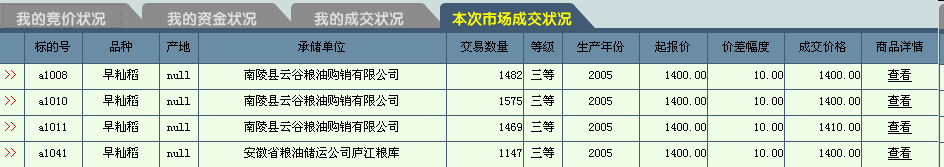 我的竞价状况 我的资金状况 我的成交状况 本次市场成交状况
标的号 品种 产地 承储单位 交易数量 等级 生产年份 起报价 价差幅度 成交价格 商品详情
>> a1008 早籼稻 null 南陵县云谷粮油购销有限公司 1482 三等 2005 1400.00 10.00 1400.00 查看
>> a1010 早籼稻 null 南陵县云谷粮油购销有限公司 1575 三等 2005 1400.00 10.00 1400.00 查看
>> a1011 早籼稻 null 南陵县云谷粮油购销有限公司 1469 三等 2005 1400.00 10.00 1410.00 查看
>> a1041 早籼稻 null 安徽省粮油储运公司庐江粮库 1147 三等 2005 1400.00 10.00 1400.00 查看